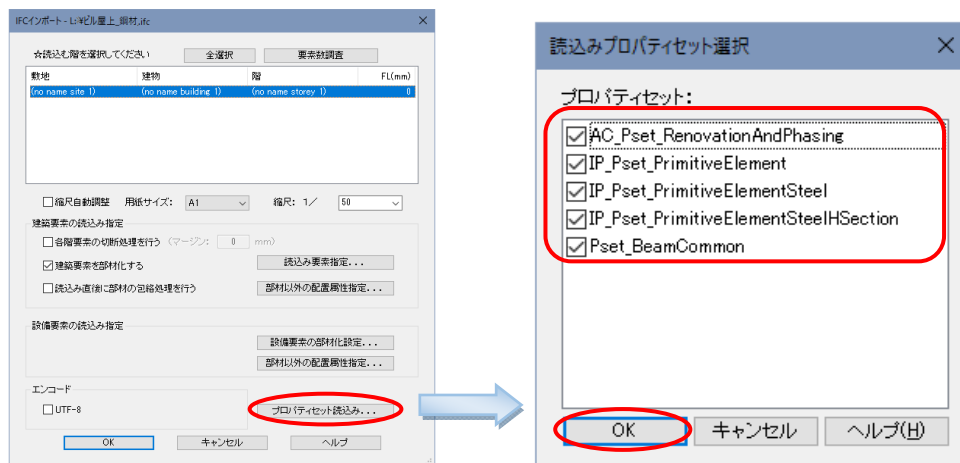 IFCインポート - L:¥ビル屋上_鋼材.ifc
☆読込む階を選択してください
全選択
要素数調査
敷地 建物 階 FL(mm)
(no name site 1) (no name building 1) (no name storey 1) 0
縮尺自動調整 用紙サイズ: A1 縮尺: 1/ 50
建築要素の読込み指定
各階要素の切断処理を行う (マージン: 0 mm)
建築要素を部材化する
読込み要素指定...
読込み直後に部材の包絡処理を行う
部材以外の配置属性指定...
設備要素の読込み指定
設備要素の部材化設定...
部材以外の配置属性指定...
エンコード
UTF-8
プロパティセット読込み...
OK キャンセル ヘルプ
読込みプロパティセット選択
プロパティセット:
AC_Pset_RenovationAndPhasing
IP_Pset_PrimitiveElement
IP_Pset_PrimitiveElementSteel
IP_Pset_PrimitiveElementSteelHSection
Pset_BeamCommon
OK キャンセル ヘルプ(H)